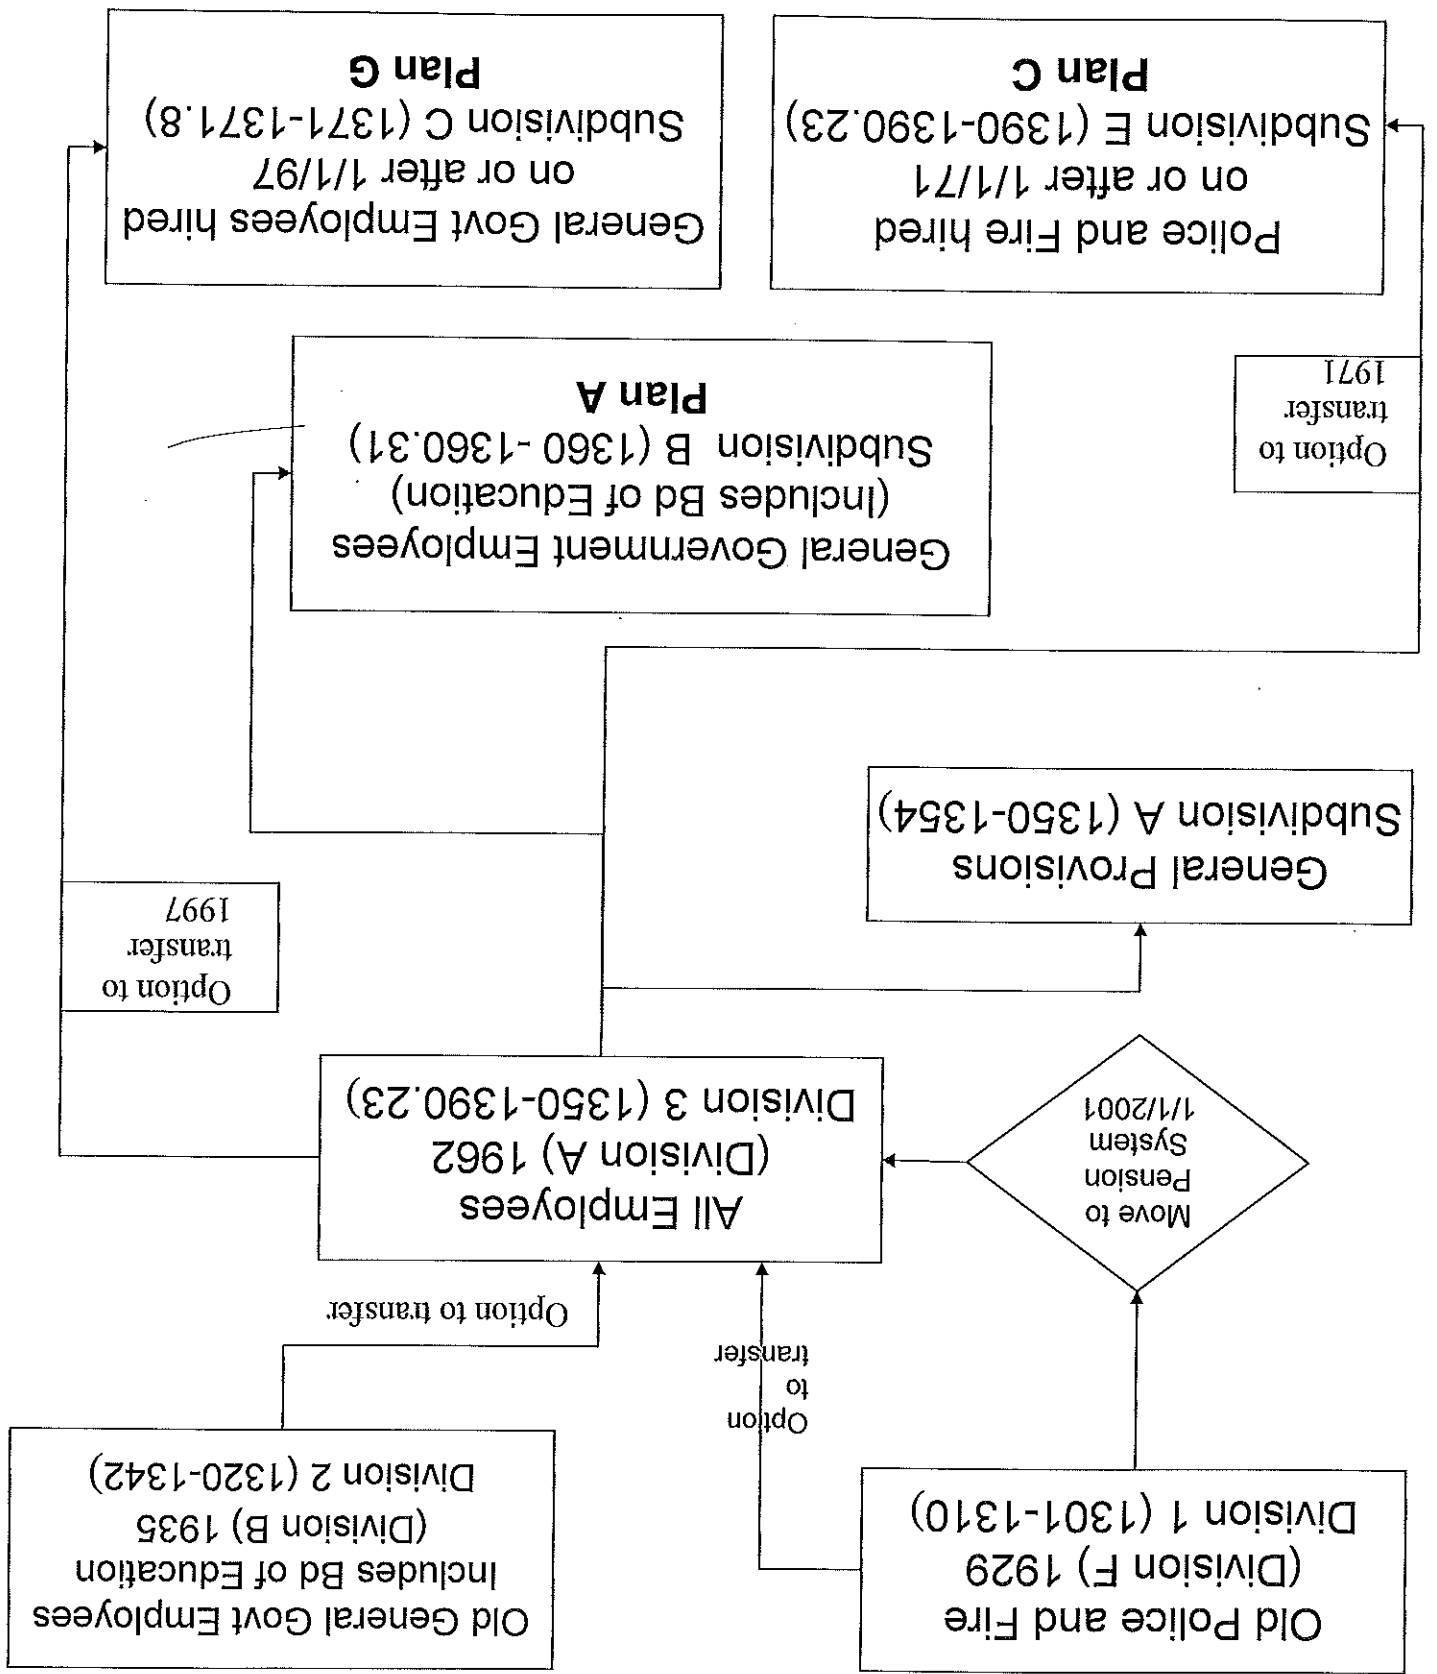 Old Police and Fire
(Division F) 1929
Division 1 (1301-1310)
Old General Govt Employees
Includes Bd of Education
(Division B) 1935
Division 2 (1320-1342)
Option
to
transfer
Option to transfer
Move to
Pension
System
1/1/2001
All Employees
(Division A) 1962
Division 3 (1350-1390.23)
Option to
transfer
1997
General Provisions
Subdivision A (1350-1354)
General Government Employees
(Includes Bd of Education)
Subdivision B (1360 -1360.31)
Plan A
Option to
transfer
1971
Police and Fire hired
on or after 1/1/71
Subdivision E (1390-1390.23)
Plan C
General Govt Employees hired
on or after 1/1/97
Subdivision C (1371-1371.8)
Plan G